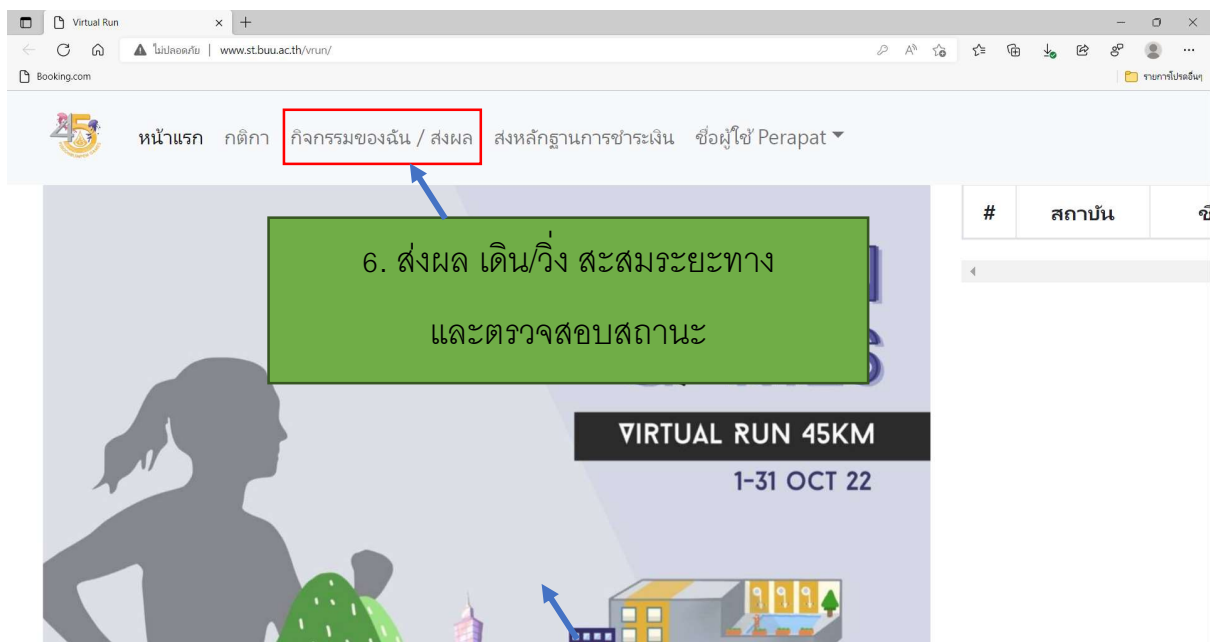 Virtual Run
ไม่ปลอดภัย | www.st.buu.ac.th/vrun/
Booking.com
รายการโปรดอื่นๆ
45
หน้าแรก กติกา กิจกรรมของฉัน / ส่งผล ส่งหลักฐานการชำระเงิน ชื่อผู้ใช้ Perapat
# สถาบัน
6. ส่งผล เดิน/วิ่ง สะสมระยะทาง
และตรวจสอบสถานะ
VIRTUAL RUN 45KM
1-31 OCT 22